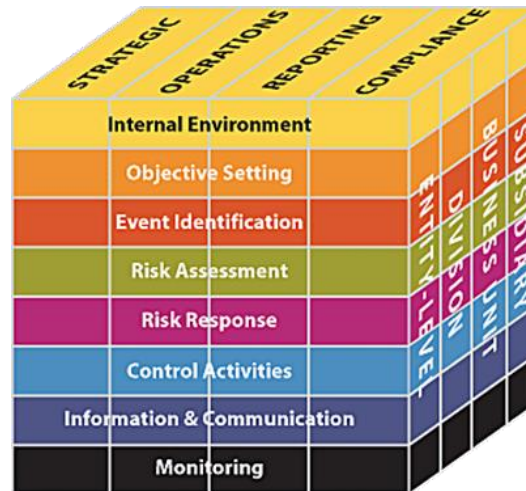 STRATEGIC
OPERATIONS
REPORTING
COMPLIANCE
Internal Environment
Objective Setting
Event Identification
Risk Assessment
Risk Response
Control Activities
Information & Communication
Monitoring
ENTITY-LEVEL
DIVISION
BUSINESS UNIT
SUBSIDIARY